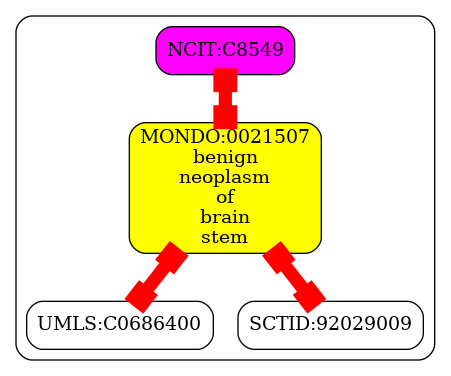 NCIT:C8549
MONDO:0021507
benign
neoplasm
of
brain
stem
UMLS:C0686400
SCTID:92029009